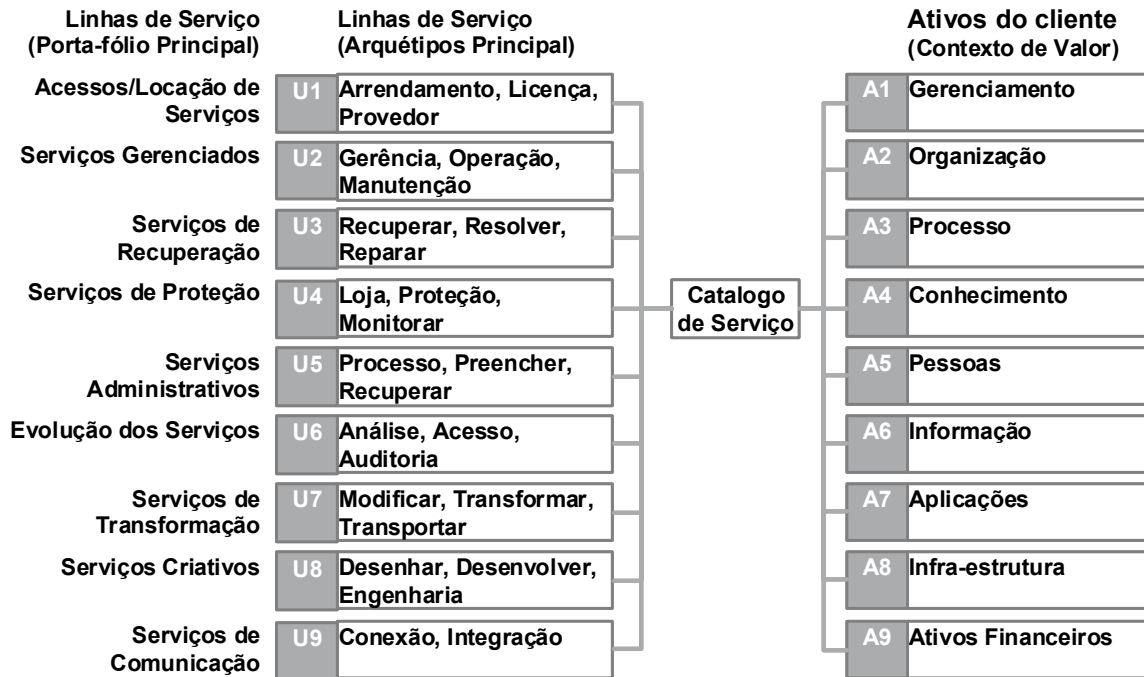 Linhas de Serviço
(Porta-fólio Principal)
Linhas de Serviço
(Arquétipos Principal)
Ativos do cliente
(Contexto de Valor)
Acessos/Locação de
Serviços
U1
Arrendamento, Licença,
Provedor
A1
Gerenciamento
Serviços Gerenciados
U2
Gerência, Operação,
Manutenção
A2
Organização
Serviços de
Recuperação
U3
Recuperar, Resolver,
Reparar
A3
Processo
Serviços de Proteção
U4
Loja, Proteção,
Monitorar
Catalogo
de Serviço
A4
Conhecimento
Serviços
Administrativos
U5
Processo, Preencher,
Recuperar
A5
Pessoas
Evolução dos Serviços
U6
Análise, Acesso,
Auditoria
A6
Informação
Serviços de
Transformação
U7
Modificar, Transformar,
Transportar
A7
Aplicações
Serviços Criativos
U8
Desenhar, Desenvolver,
Engenharia
A8
Infra-estrutura
Serviços de
Comunicação
U9
Conexão, Integração
A9
Ativos Financeiros